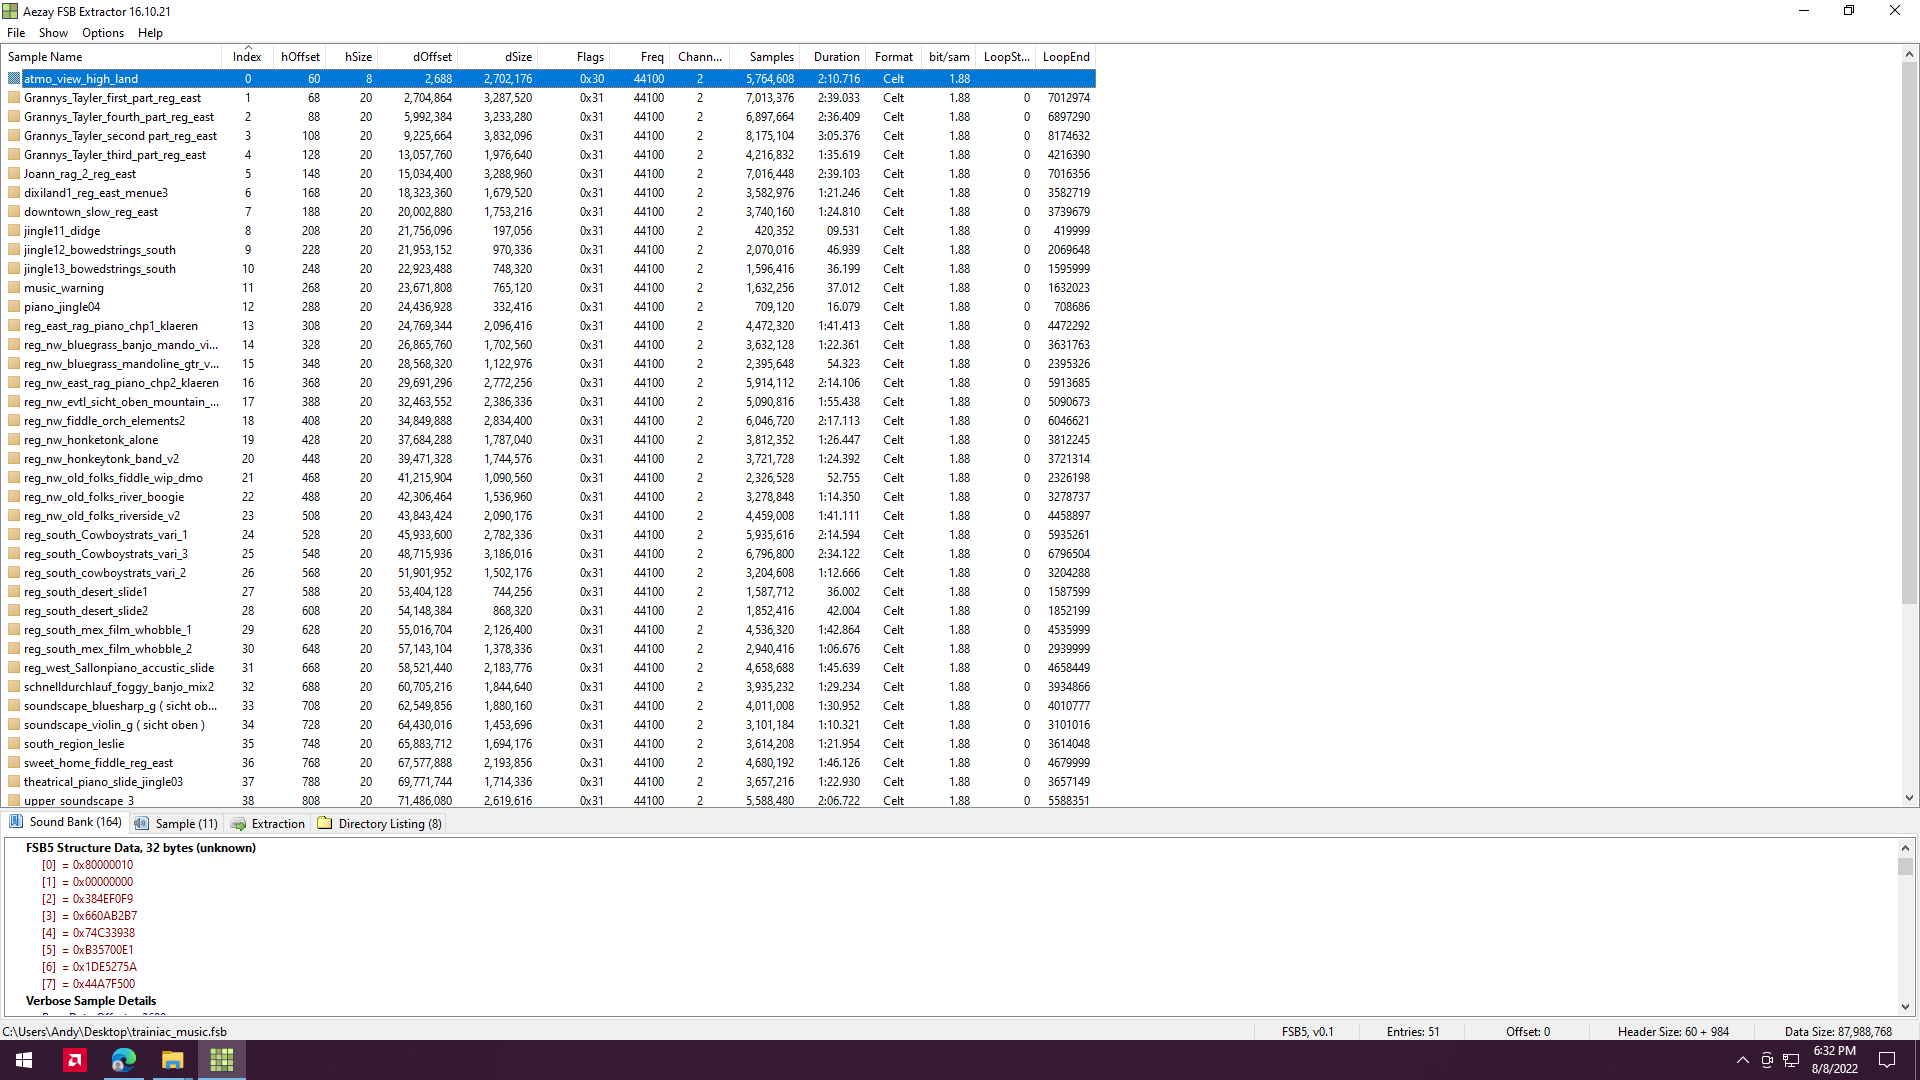 Aezay FSB Extractor 16.10.21
File Show Options Help
Sample Name Index hOffset hSize dOffset dSize Flags Freq Chann... Samples Duration Format bit/sam LoopSt... LoopEnd
atmo_view_high_land 0 60 8 2,688 2,702,176 0x30 44100 2 5,764,608 2:10.716 Celt 1.88
Grannys_Tayler_first_part_reg_east 1 68 20 2,704,864 3,287,520 0x31 44100 2 7,013,376 2:39.033 Celt 1.88 0 7012974
Grannys_Tayler_fourth_part_reg_east 2 88 20 5,992,384 3,233,280 0x31 44100 2 6,897,664 2:36.409 Celt 1.88 0 6897290
Grannys_Tayler_second part_reg_east 3 108 20 9,225,664 3,832,096 0x31 44100 2 8,175,104 3:05.376 Celt 1.88 0 8174632
Grannys_Tayler_third_part_reg_east 4 128 20 13,057,760 1,976,640 0x31 44100 2 4,216,832 1:35.619 Celt 1.88 0 4216390
Joann_rag_2_reg_east 5 148 20 15,034,400 3,288,960 0x31 44100 2 7,016,448 2:39.103 Celt 1.88 0 7016356
dixiland1_reg_east_menue3 6 168 20 18,323,360 1,679,520 0x31 44100 2 3,582,976 1:21.246 Celt 1.88 0 3582719
downtown_slow_reg_east 7 188 20 20,002,880 1,753,216 0x31 44100 2 3,740,160 1:24.810 Celt 1.88 0 3739679
jingle11_didge 8 208 20 21,756,096 197,056 0x31 44100 2 420,352 09.531 Celt 1.88 0 419999
jingle12_bowedstrings_south 9 228 20 21,953,152 970,336 0x31 44100 2 2,070,016 46.939 Celt 1.88 0 2069648
jingle13_bowedstrings_south 10 248 20 22,923,488 748,320 0x31 44100 2 1,596,416 36.199 Celt 1.88 0 1595999
music_warning 11 268 20 23,671,808 765,120 0x31 44100 2 1,632,256 37.012 Celt 1.88 0 1632023
piano_jingle04 12 288 20 24,436,928 332,416 0x31 44100 2 709,120 16.079 Celt 1.88 0 708686
reg_east_rag_piano_chp1_klaeren 13 308 20 24,769,344 2,096,416 0x31 44100 2 4,472,320 1:41.413 Celt 1.88 0 4472292
reg_nw_bluegrass_banjo_mando_vi... 14 328 20 26,865,760 1,702,560 0x31 44100 2 3,632,128 1:22.361 Celt 1.88 0 3631763
reg_nw_bluegrass_mandoline_gtr_v... 15 348 20 28,568,320 1,122,976 0x31 44100 2 2,395,648 54.323 Celt 1.88 0 2395326
reg_nw_east_rag_piano_chp2_klaeren 16 368 20 29,691,296 2,772,256 0x31 44100 2 5,914,112 2:14.106 Celt 1.88 0 5913685
reg_nw_evtl_sicht_oben_mountain_... 17 388 20 32,463,552 2,386,336 0x31 44100 2 5,090,816 1:55.438 Celt 1.88 0 5090673
reg_nw_fiddle_orch_elements2 18 408 20 34,849,888 2,834,400 0x31 44100 2 6,046,720 2:17.113 Celt 1.88 0 6046621
reg_nw_honketonk_alone 19 428 20 37,684,288 1,787,040 0x31 44100 2 3,812,352 1:26.447 Celt 1.88 0 3812245
reg_nw_honkeytonk_band_v2 20 448 20 39,471,328 1,744,576 0x31 44100 2 3,721,728 1:24.392 Celt 1.88 0 3721314
reg_nw_old_folks_fiddle_wip_dmo 21 468 20 41,215,904 1,090,560 0x31 44100 2 2,326,528 52.755 Celt 1.88 0 2326198
reg_nw_old_folks_river_boogie 22 488 20 42,306,464 1,536,960 0x31 44100 2 3,278,848 1:14.350 Celt 1.88 0 3278737
reg_nw_old_folks_riverside_v2 23 508 20 43,843,424 2,090,176 0x31 44100 2 4,459,008 1:41.111 Celt 1.88 0 4458897
reg_south_Cowboystrats_vari_1 24 528 20 45,933,600 2,782,336 0x31 44100 2 5,935,616 2:14.594 Celt 1.88 0 5935261
reg_south_Cowboystrats_vari_3 25 548 20 48,715,936 3,186,016 0x31 44100 2 6,796,800 2:34.122 Celt 1.88 0 6796504
reg_south_cowboystrats_vari_2 26 568 20 51,901,952 1,502,176 0x31 44100 2 3,204,608 1:12.666 Celt 1.88 0 3204288
reg_south_desert_slide1 27 588 20 53,404,128 744,256 0x31 44100 2 1,587,712 36.002 Celt 1.88 0 1587599
reg_south_desert_slide2 28 608 20 54,148,384 868,320 0x31 44100 2 1,852,416 42.004 Celt 1.88 0 1852199
reg_south_mex_film_whobble_1 29 628 20 55,016,704 2,126,400 0x31 44100 2 4,536,320 1:42.864 Celt 1.88 0 4535999
reg_south_mex_film_whobble_2 30 648 20 57,143,104 1,378,336 0x31 44100 2 2,940,416 1:06.676 Celt 1.88 0 2939999
reg_west_Sallonpiano_accustic_slide 31 668 20 58,521,440 2,183,776 0x31 44100 2 4,658,688 1:45.639 Celt 1.88 0 4658449
schnelldurchlauf_foggy_banjo_mix2 32 688 20 60,705,216 1,844,640 0x31 44100 2 3,935,232 1:29.234 Celt 1.88 0 3934866
soundscape_bluesharp_g ( sicht ob... 33 708 20 62,549,856 1,880,160 0x31 44100 2 4,011,008 1:30.952 Celt 1.88 0 4010777
soundscape_violin_g ( sicht oben ) 34 728 20 64,430,016 1,453,696 0x31 44100 2 3,101,184 1:10.321 Celt 1.88 0 3101016
south_region_leslie 35 748 20 65,883,712 1,694,176 0x31 44100 2 3,614,208 1:21.954 Celt 1.88 0 3614048
sweet_home_fiddle_reg_east 36 768 20 67,577,888 2,193,856 0x31 44100 2 4,680,192 1:46.126 Celt 1.88 0 4679999
theatrical_piano_slide_jingle03 37 788 20 69,771,744 1,714,336 0x31 44100 2 3,657,216 1:22.930 Celt 1.88 0 3657149
upper_soundscape_3 38 808 20 71,486,080 2,619,616 0x31 44100 2 5,588,480 2:06.722 Celt 1.88 0 5588351
Sound Bank (164) Sample (11) Extraction Directory Listing (8)
FSB5 Structure Data, 32 bytes (unknown)
[0] = 0x80000010
[1] = 0x00000000
[2] = 0x384EF0F9
[3] = 0x660AB2B7
[4] = 0x74C33938
[5] = 0xB35700E1
[6] = 0x1DE5275A
[7] = 0x44A7F500
Verbose Sample Details
C:\Users\Andy\Desktop\trainiac_music.fsb FSB5, v0.1 Entries: 51 Offset: 0 Header Size: 60 + 984 Data Size: 87,988,768
6:32 PM
8/8/2022